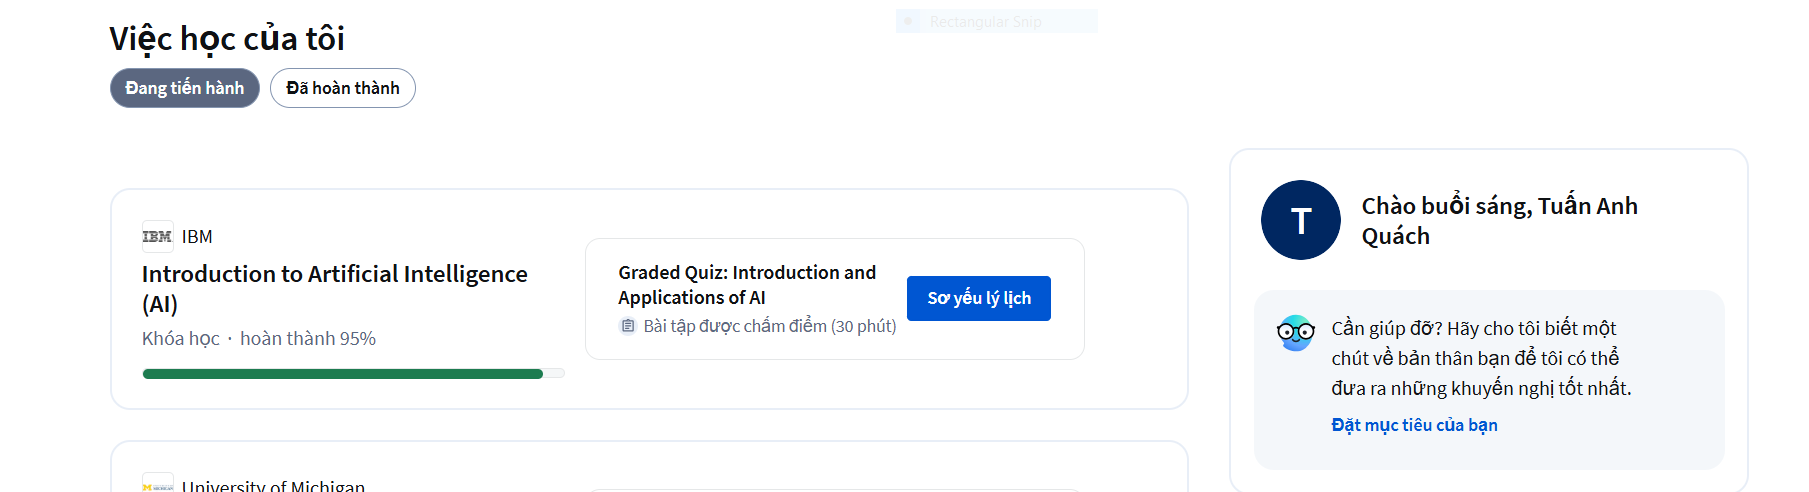 Rectangular Snip
Việc học của tôi
Đang tiến hành
Đã hoàn thành
IBM
IBM
Introduction to Artificial Intelligence
(AI)
Khóa học · hoàn thành 95%
Graded Quiz: Introduction and
Applications of AI
Bài tập được chấm điểm (30 phút)
Sơ yếu lý lịch
University of Michigan
T
Chào buổi sáng, Tuấn Anh
Quách
Cần giúp đỡ? Hãy cho tôi biết một
chút về bản thân bạn để tôi có thể
đưa ra những khuyến nghị tốt nhất.
Đặt mục tiêu của bạn